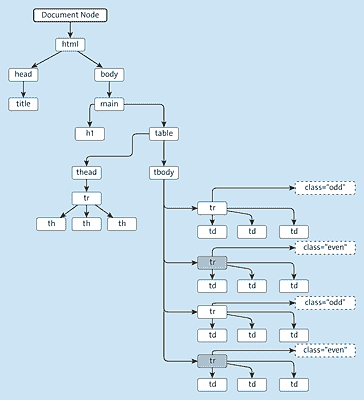 Document Node
html
head body
title main
h1 table
thead tbody
tr
th th th
class="odd"
tr
td td td
class="even"
tr
td td td
class="odd"
tr
td td td
class="even"
tr
td td td